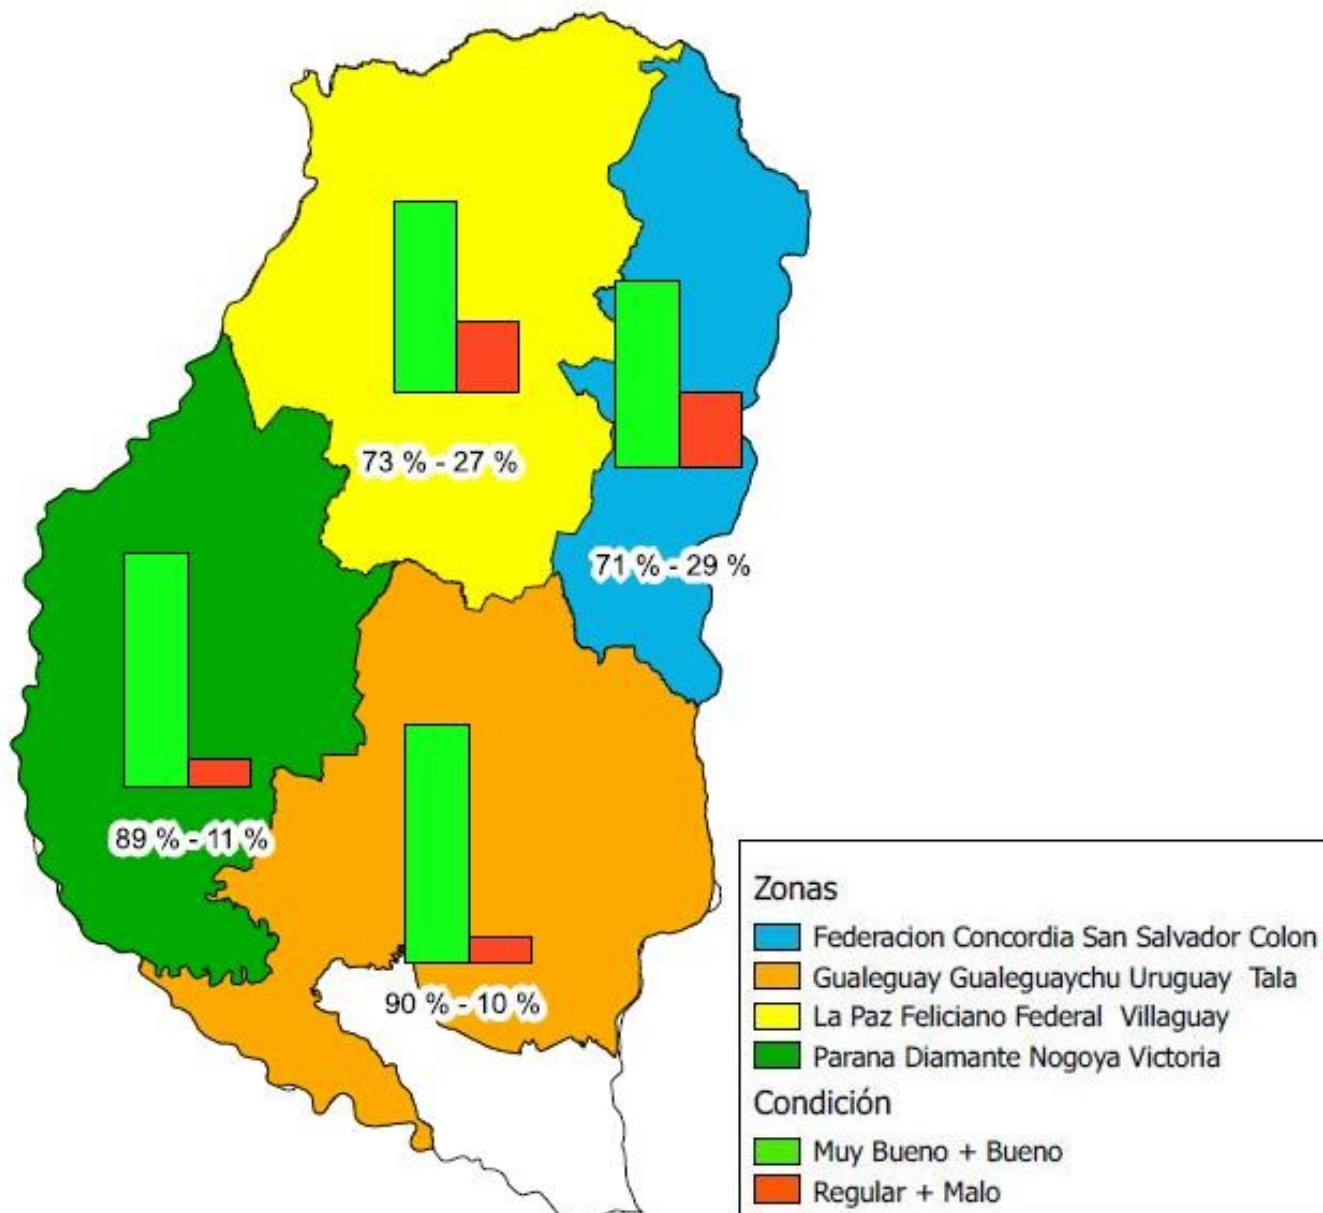 73 % - 27 %
71 % - 29 %
89 % - 11 %
90 % - 10 %
Zonas
Federacion Concordia San Salvador Colon
Gualeguay Gualeguaychu Uruguay Tala
La Paz Feliciano Federal Villaguay
Parana Diamante Nogoya Victoria
Condición
Muy Bueno + Bueno
Regular + Malo